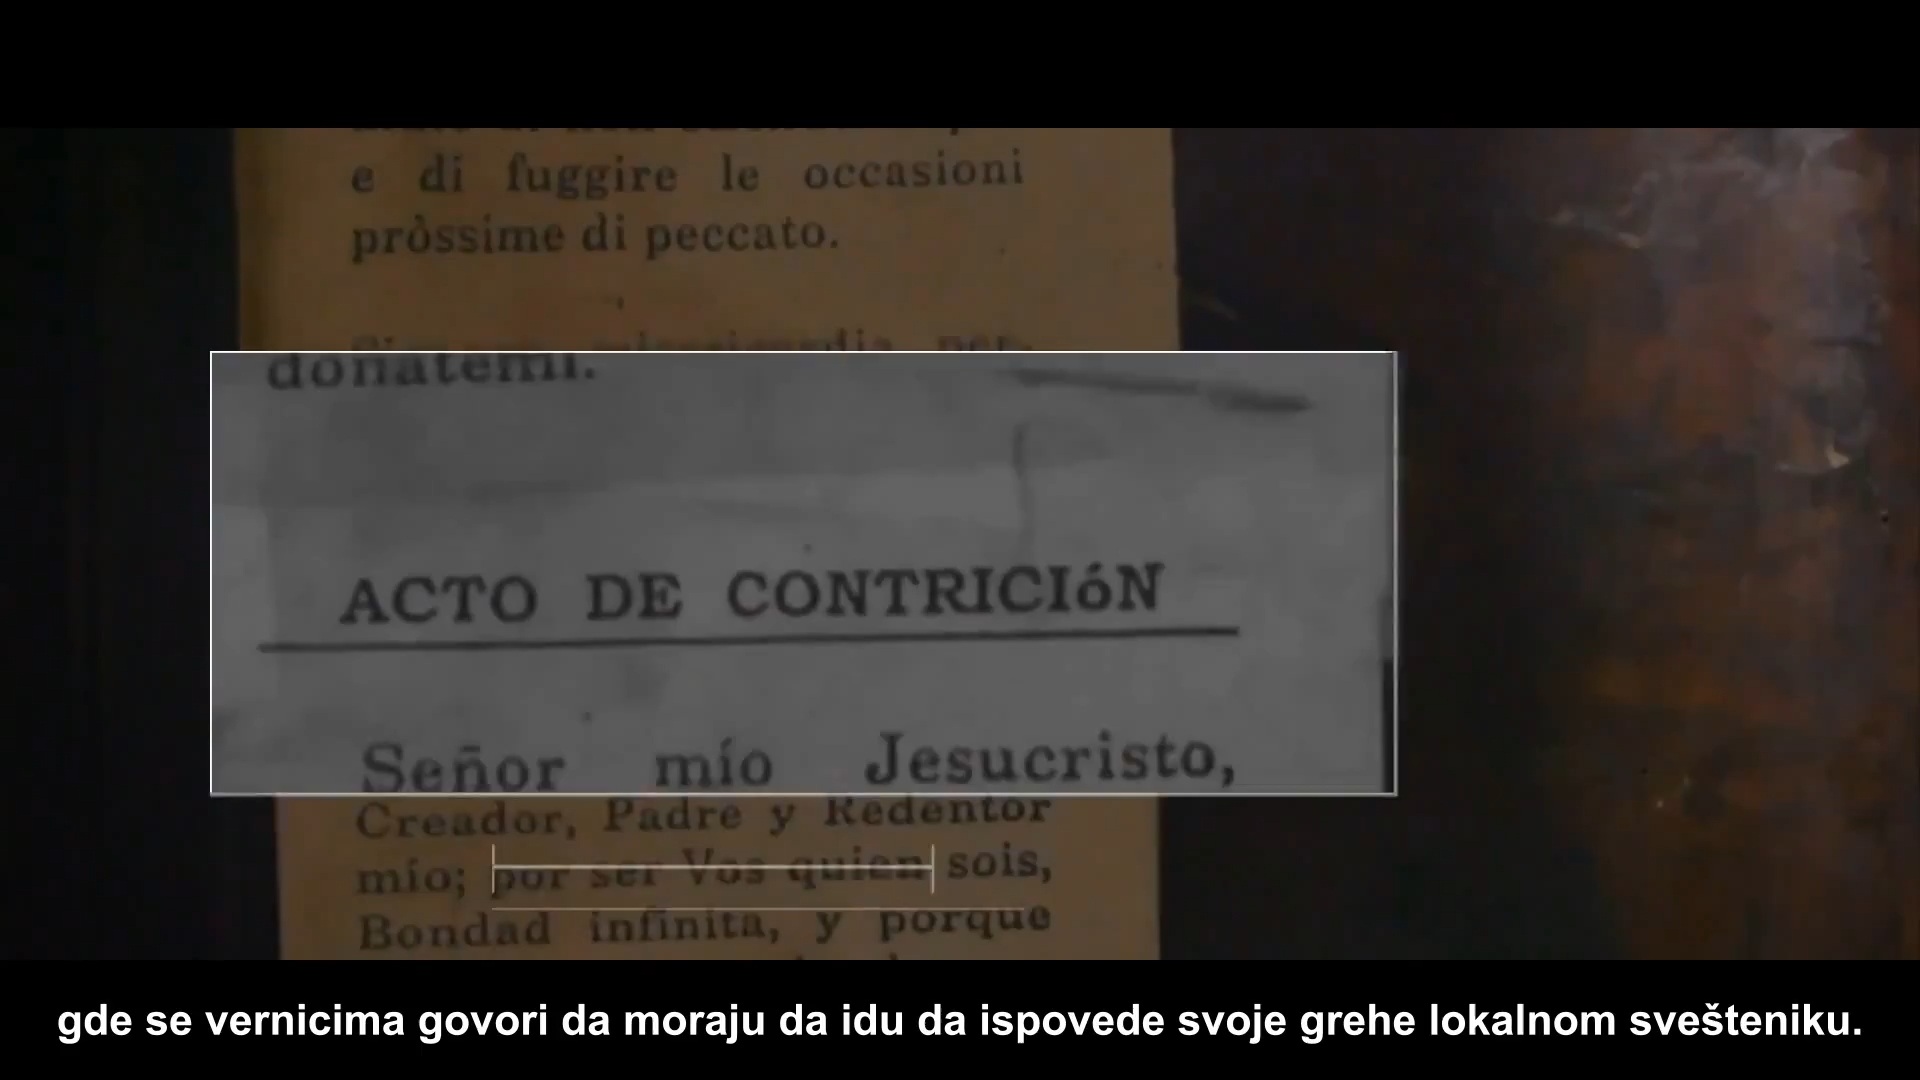 e di fuggire le occasioni
pròssime di peccato.
donatemi.
ACTO DE CONTRICIóN
Señor mío Jesucristo,
Creador, Padre y Redentor
mío; por ser Vos quien sois,
Bondad infinita, y porque
gde se vernicima govori da moraju da idu da ispovede svoje grehe lokalnom svešteniku.